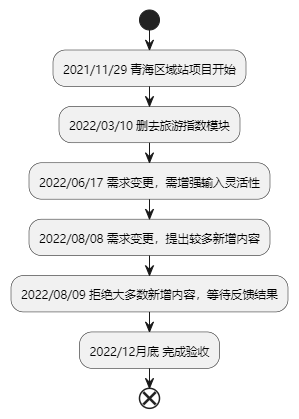 2021/11/29 青海区域站项目开始
2022/03/10 删去旅游指数模块
2022/06/17 需求变更，需增强输入灵活性
2022/08/08 需求变更，提出较多新增内容
2022/08/09 拒绝大多数新增内容，等待反馈结果
2022/12月底 完成验收